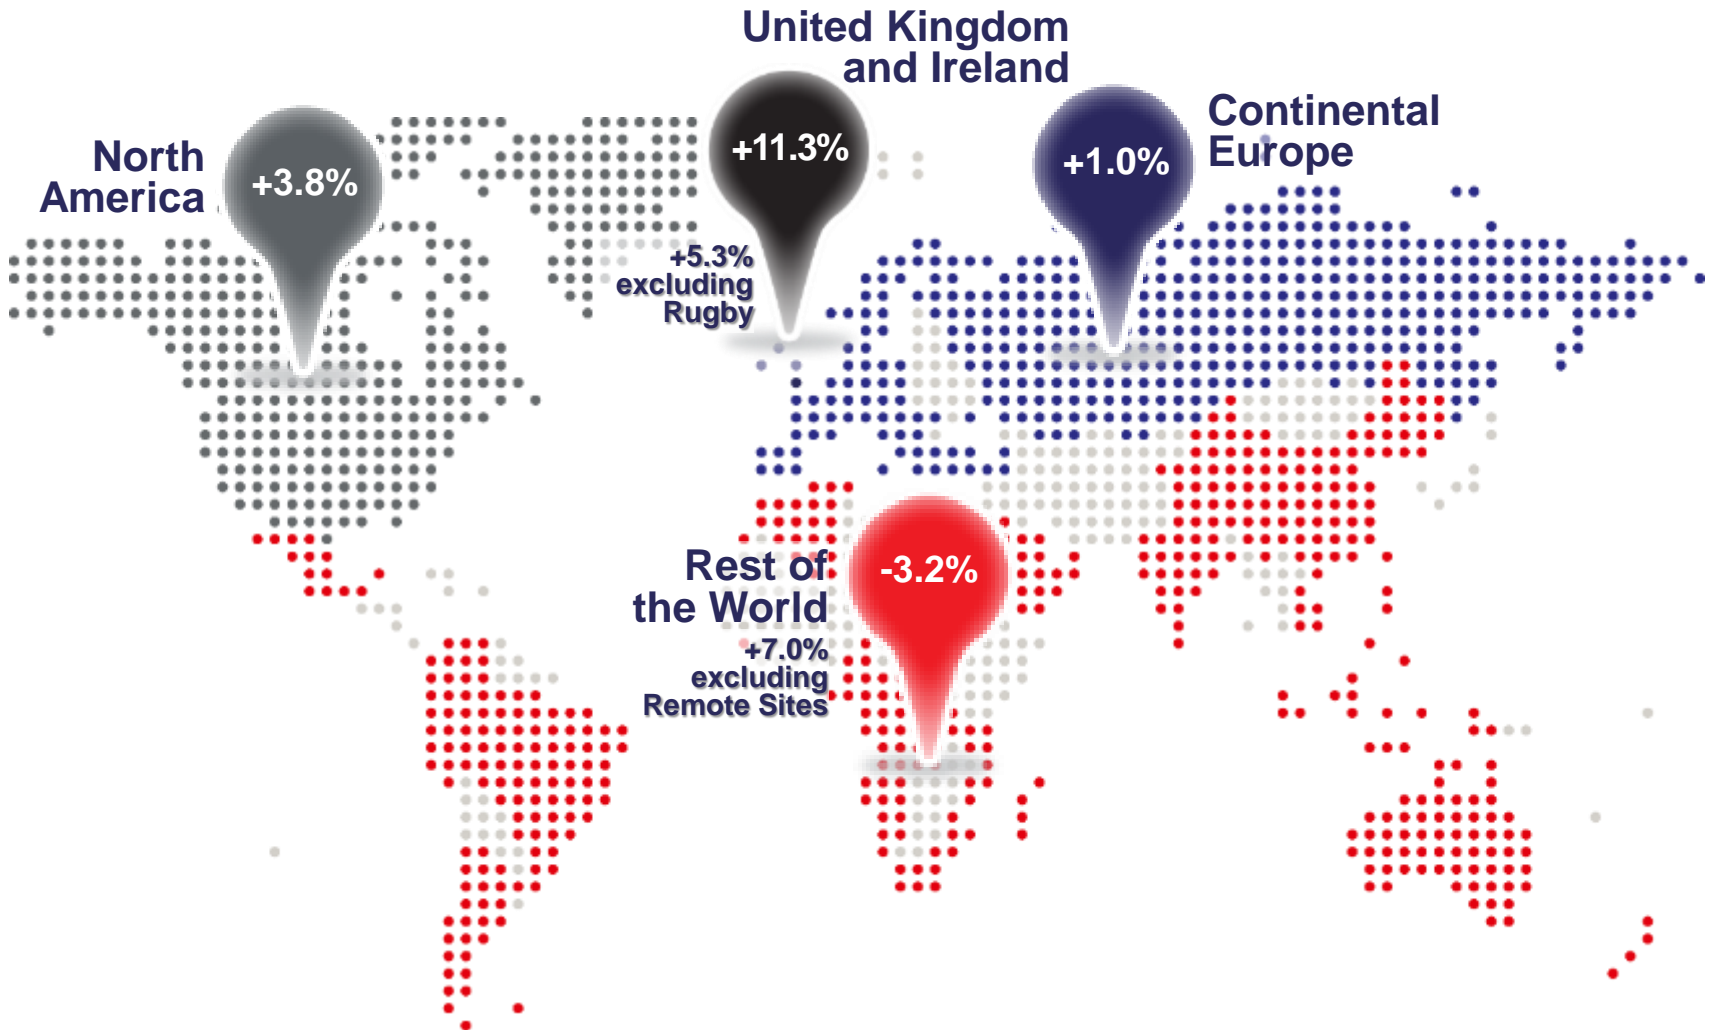 United Kingdom
and Ireland
+11.3%
+5.3%
excluding
Rugby
Continental
Europe
+1.0%
North
America
+3.8%
Rest of
the World
-3.2%
+7.0%
excluding
Remote Sites